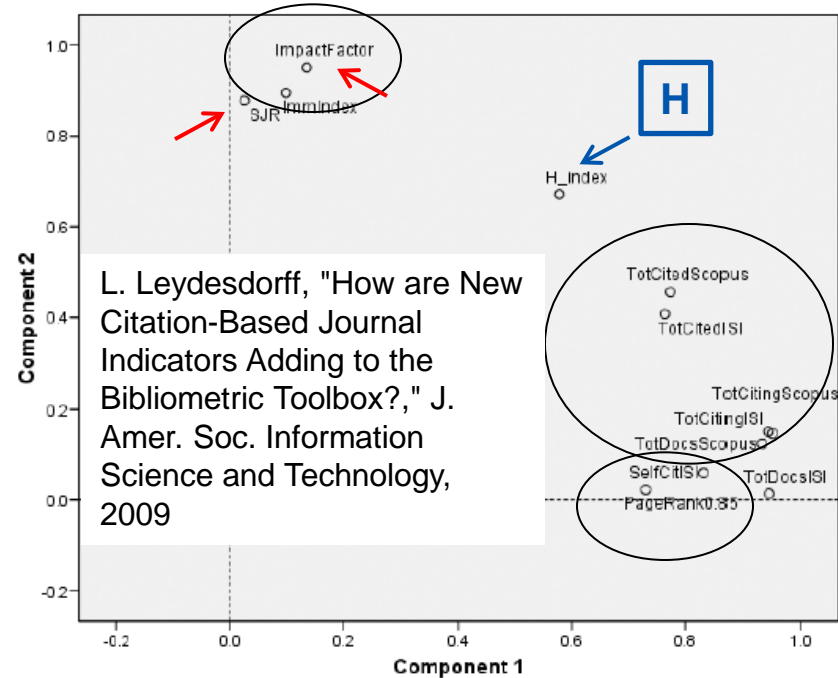 1.0
0.8
0.6
0.4
0.2
0.0
-0.2
Component 2
ImpactFactor
ImmIndex
SJR
H
H_index
TotCitedScopus
TotCitedISI
TotCitingScopus
TotCitingISI
TotDocsScopus
SelfCitISI
TotDocsISI
PageRank0.85
L. Leydesdorff, "How are New
Citation-Based Journal
Indicators Adding to the
Bibliometric Toolbox?," J.
Amer. Soc. Information
Science and Technology,
2009
-0.2
0.0
0.2
0.4
0.6
0.8
1.0
Component 1